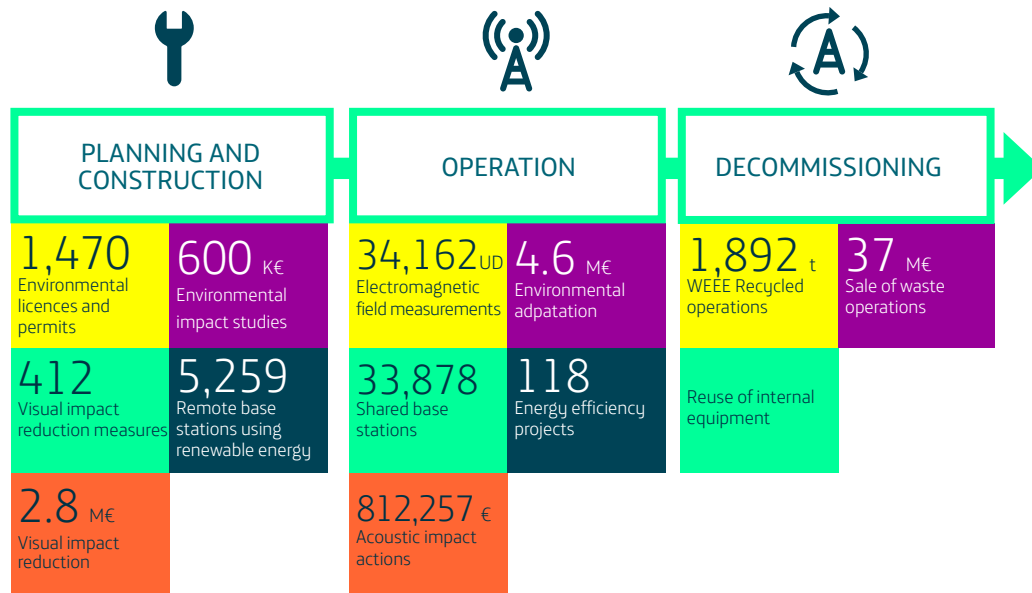 PLANNING AND
CONSTRUCTION
OPERATION
DECOMMISSIONING
1,470
Environmental
licences and
permits
600 K€
Environmental
impact studies
412
Visual impact
reduction measures
5,259
Remote base
stations using
renewable energy
2.8 M€
Visual impact
reduction
34,162 UD
Electromagnetic
field measurements
4.6 M€
Environmental
adpatation
33,878
Shared base
stations
118
Energy efficiency
projects
812,257 €
Acoustic impact
actions
1,892 t
WEEE Recycled
operations
37 M€
Sale of waste
operations
Reuse of internal
equipment